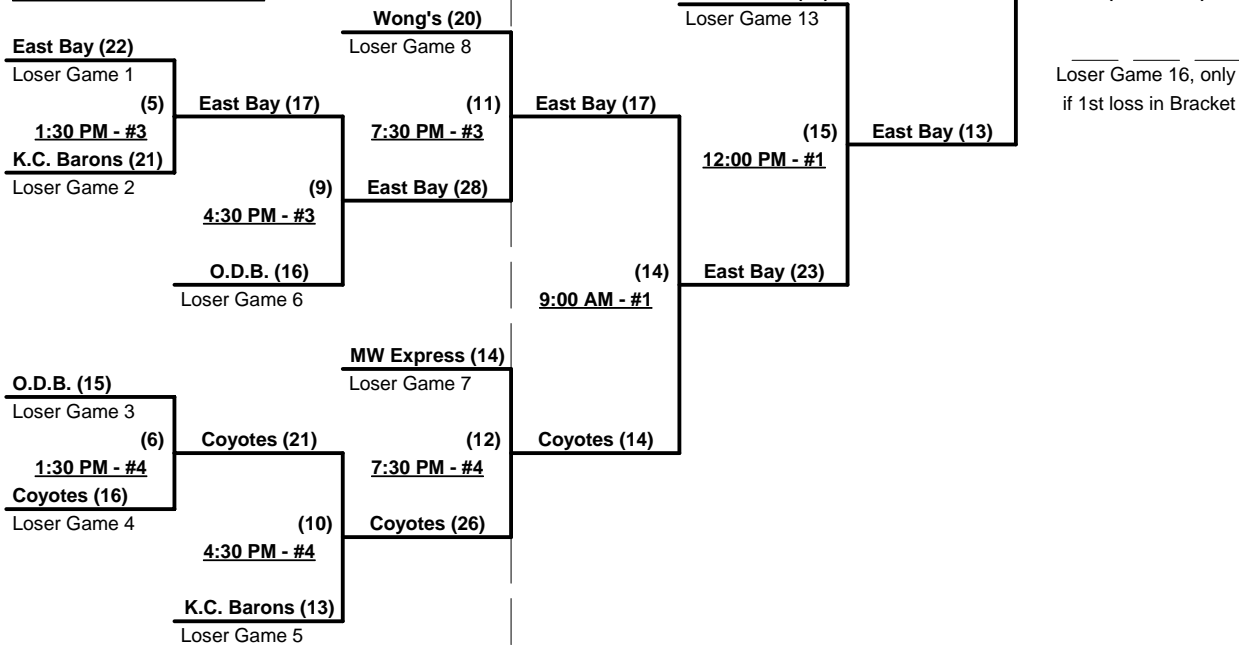 Wong's (20)
Loser Game 8
Loser Game 13
East Bay (22)
Loser Game 1
Loser Game 16, only
if 1st loss in Bracket
(5)
1:30 PM - #3
East Bay (17)
(11)
7:30 PM - #3
East Bay (17)
(15)
12:00 PM - #1
East Bay (13)
K.C. Barons (21)
Loser Game 2
(9)
4:30 PM - #3
East Bay (28)
O.D.B. (16)
Loser Game 6
(14)
9:00 AM - #1
East Bay (23)
MW Express (14)
Loser Game 7
O.D.B. (15)
Loser Game 3
(6)
1:30 PM - #4
Coyotes (21)
(12)
7:30 PM - #4
Coyotes (14)
Coyotes (16)
Loser Game 4
(10)
4:30 PM - #4
Coyotes (26)
K.C. Barons (13)
Loser Game 5